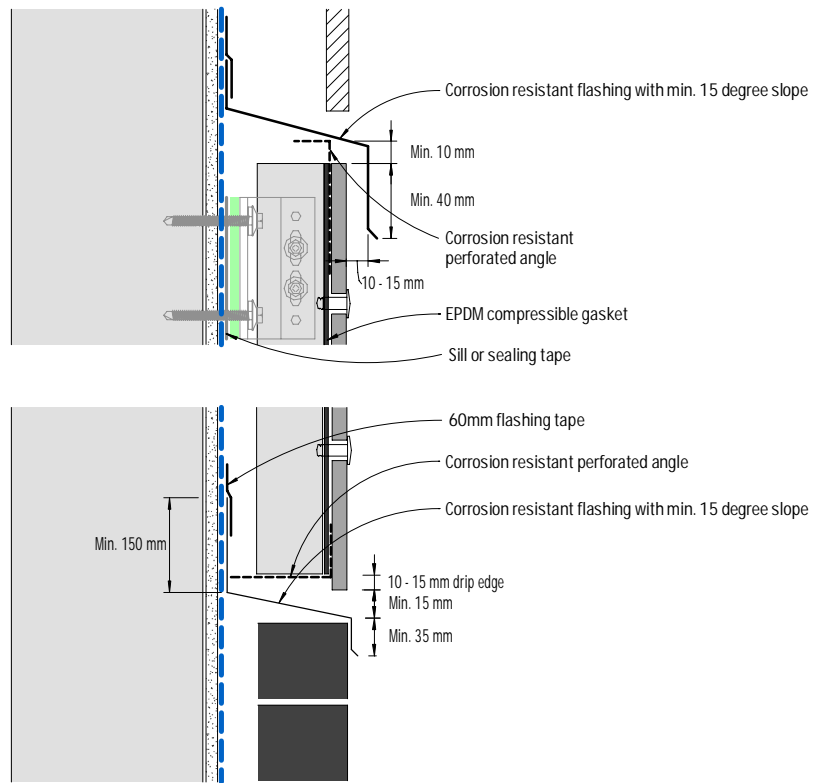 Corrosion resistant flashing with min. 15 degree slope
Min. 10 mm
Min. 40 mm
Corrosion resistant
perforated angle
10 - 15 mm
EPDM compressible gasket
Sill or sealing tape
60mm flashing tape
Corrosion resistant perforated angle
Corrosion resistant flashing with min. 15 degree slope
Min. 150 mm
10 - 15 mm drip edge
Min. 15 mm
Min. 35 mm